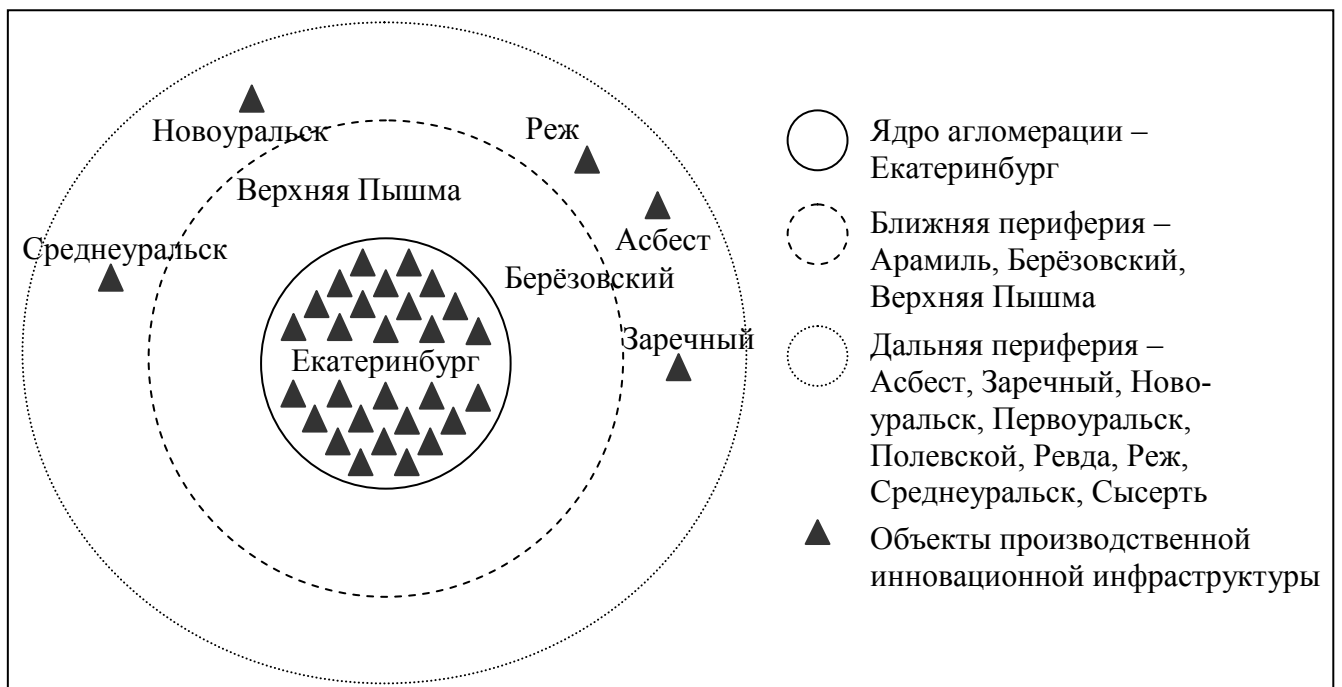 Новоуральск
Реж
Верхняя Пышма
Среднеуральск
Асбест
Берёзовский
Заречный
Екатеринбург
Ядро агломерации –
Екатеринбург
Ближняя периферия –
Арамиль, Берёзовский,
Верхняя Пышма
Дальняя периферия –
Асбест, Заречный, Ново-
уральск, Первоуральск,
Полевской, Ревда, Реж,
Среднеуральск, Сысерть
Объекты производственной
инновационной инфраструктуры